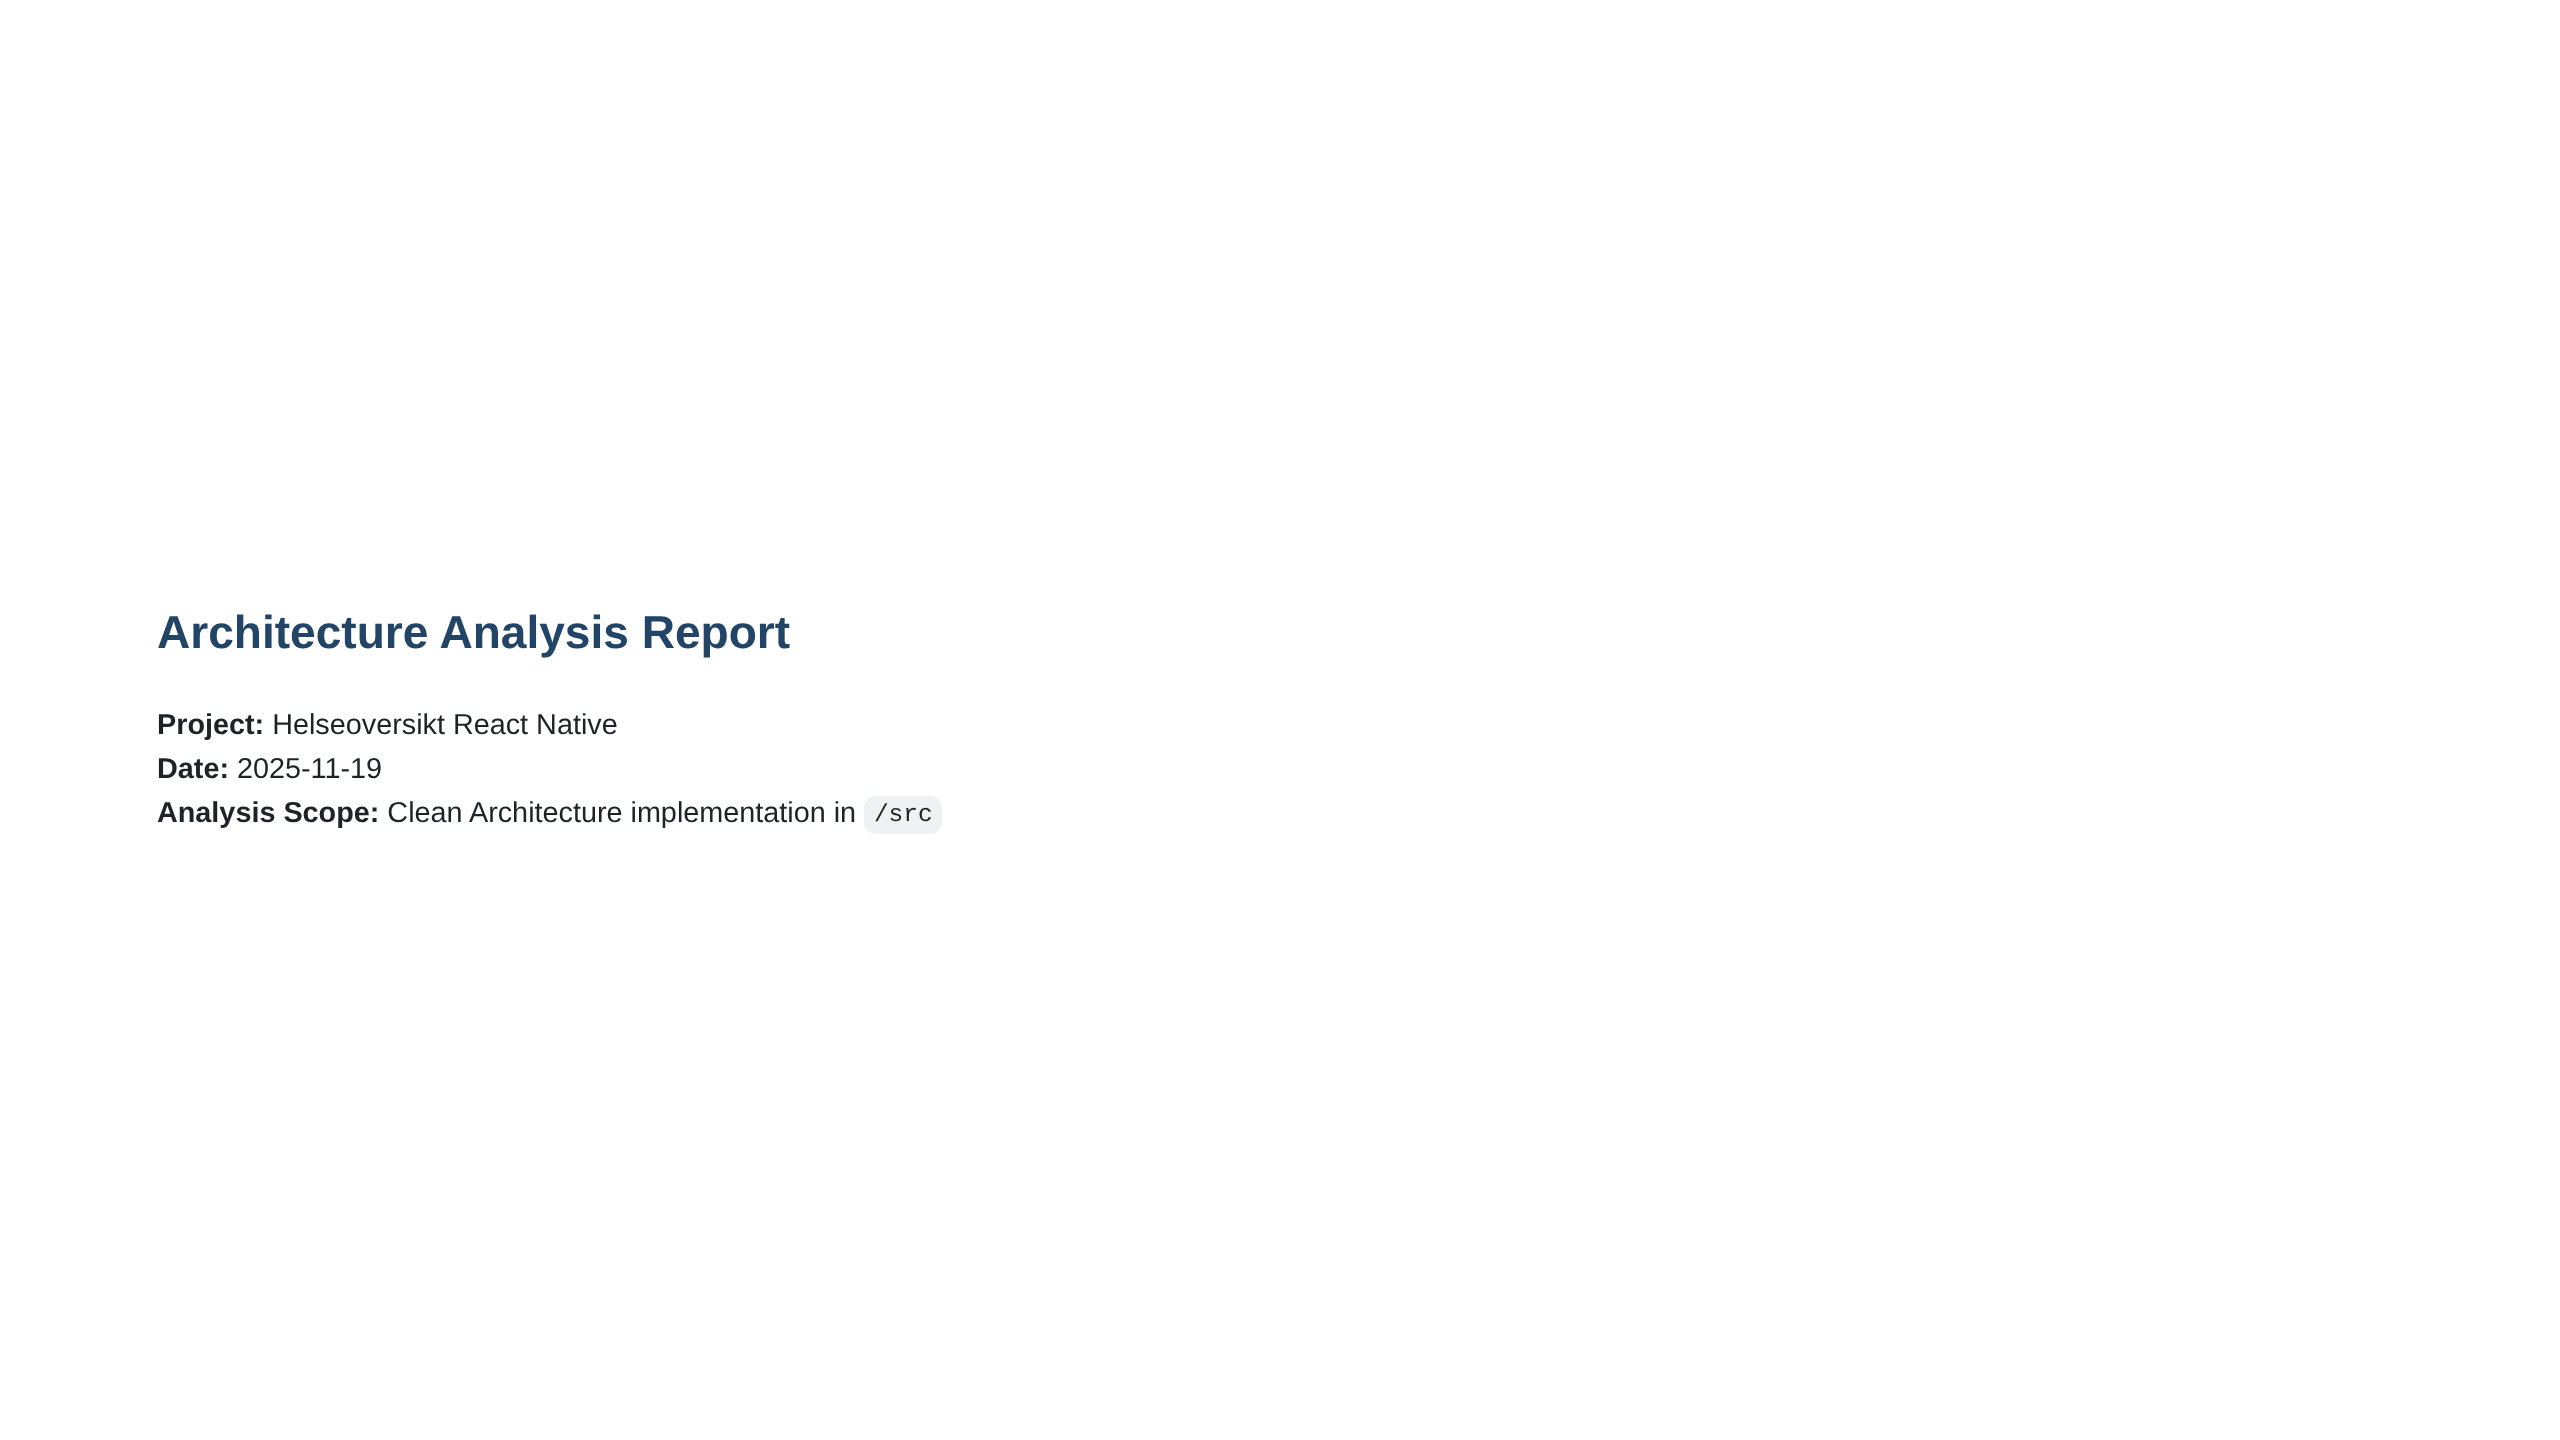 Architecture Analysis Report
Project: Helseoversikt React Native
Date: 2025-11-19
Analysis Scope: Clean Architecture implementation in /src